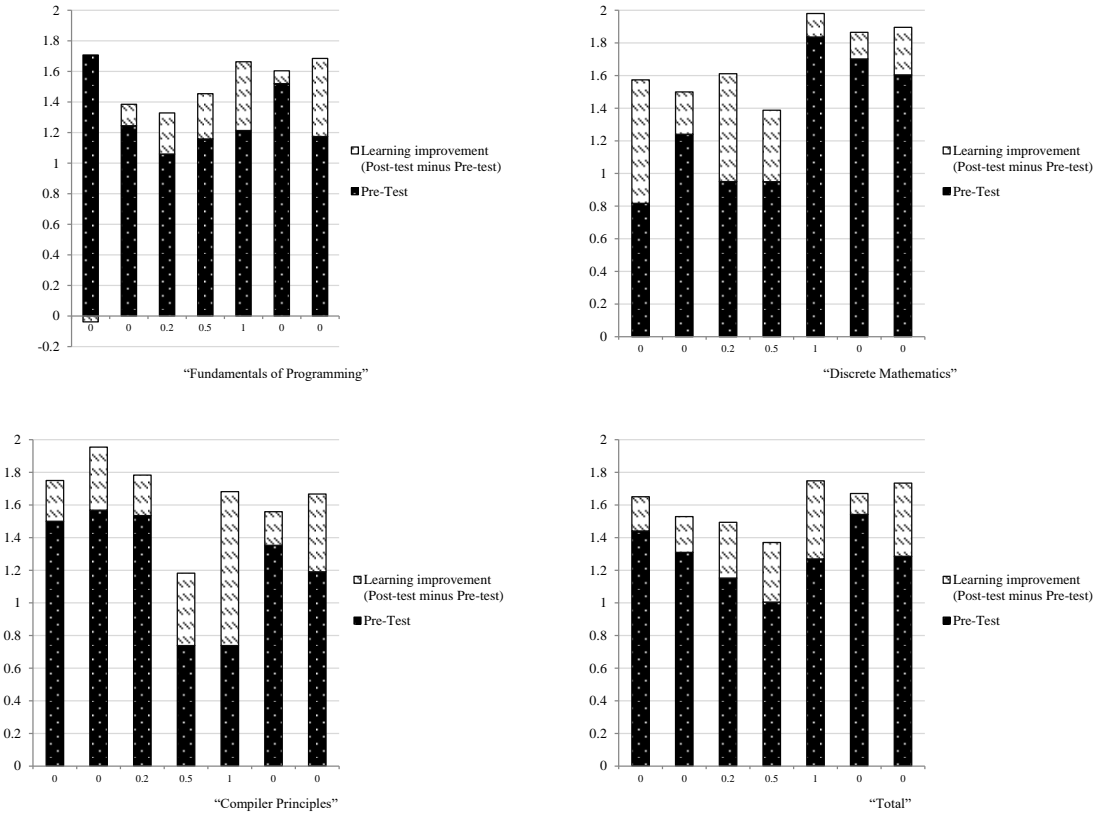 2
1.8
1.6
1.4
1.2
1
0.8
0.6
0.4
0.2
0
-0.2
0 0 0.2 0.5 1 0 0
Learning improvement
(Post-test minus Pre-test)
Pre-Test
“Fundamentals of Programming”
2
1.8
1.6
1.4
1.2
1
0.8
0.6
0.4
0.2
0
0 0 0.2 0.5 1 0 0
Learning improvement
(Post-test minus Pre-test)
Pre-Test
“Discrete Mathematics”
2
1.8
1.6
1.4
1.2
1
0.8
0.6
0.4
0.2
0
0 0 0.2 0.5 1 0 0
Learning improvement
(Post-test minus Pre-test)
Pre-Test
“Compiler Principles”
2
1.8
1.6
1.4
1.2
1
0.8
0.6
0.4
0.2
0
0 0 0.2 0.5 1 0 0
Learning improvement
(Post-test minus Pre-test)
Pre-Test
“Total”